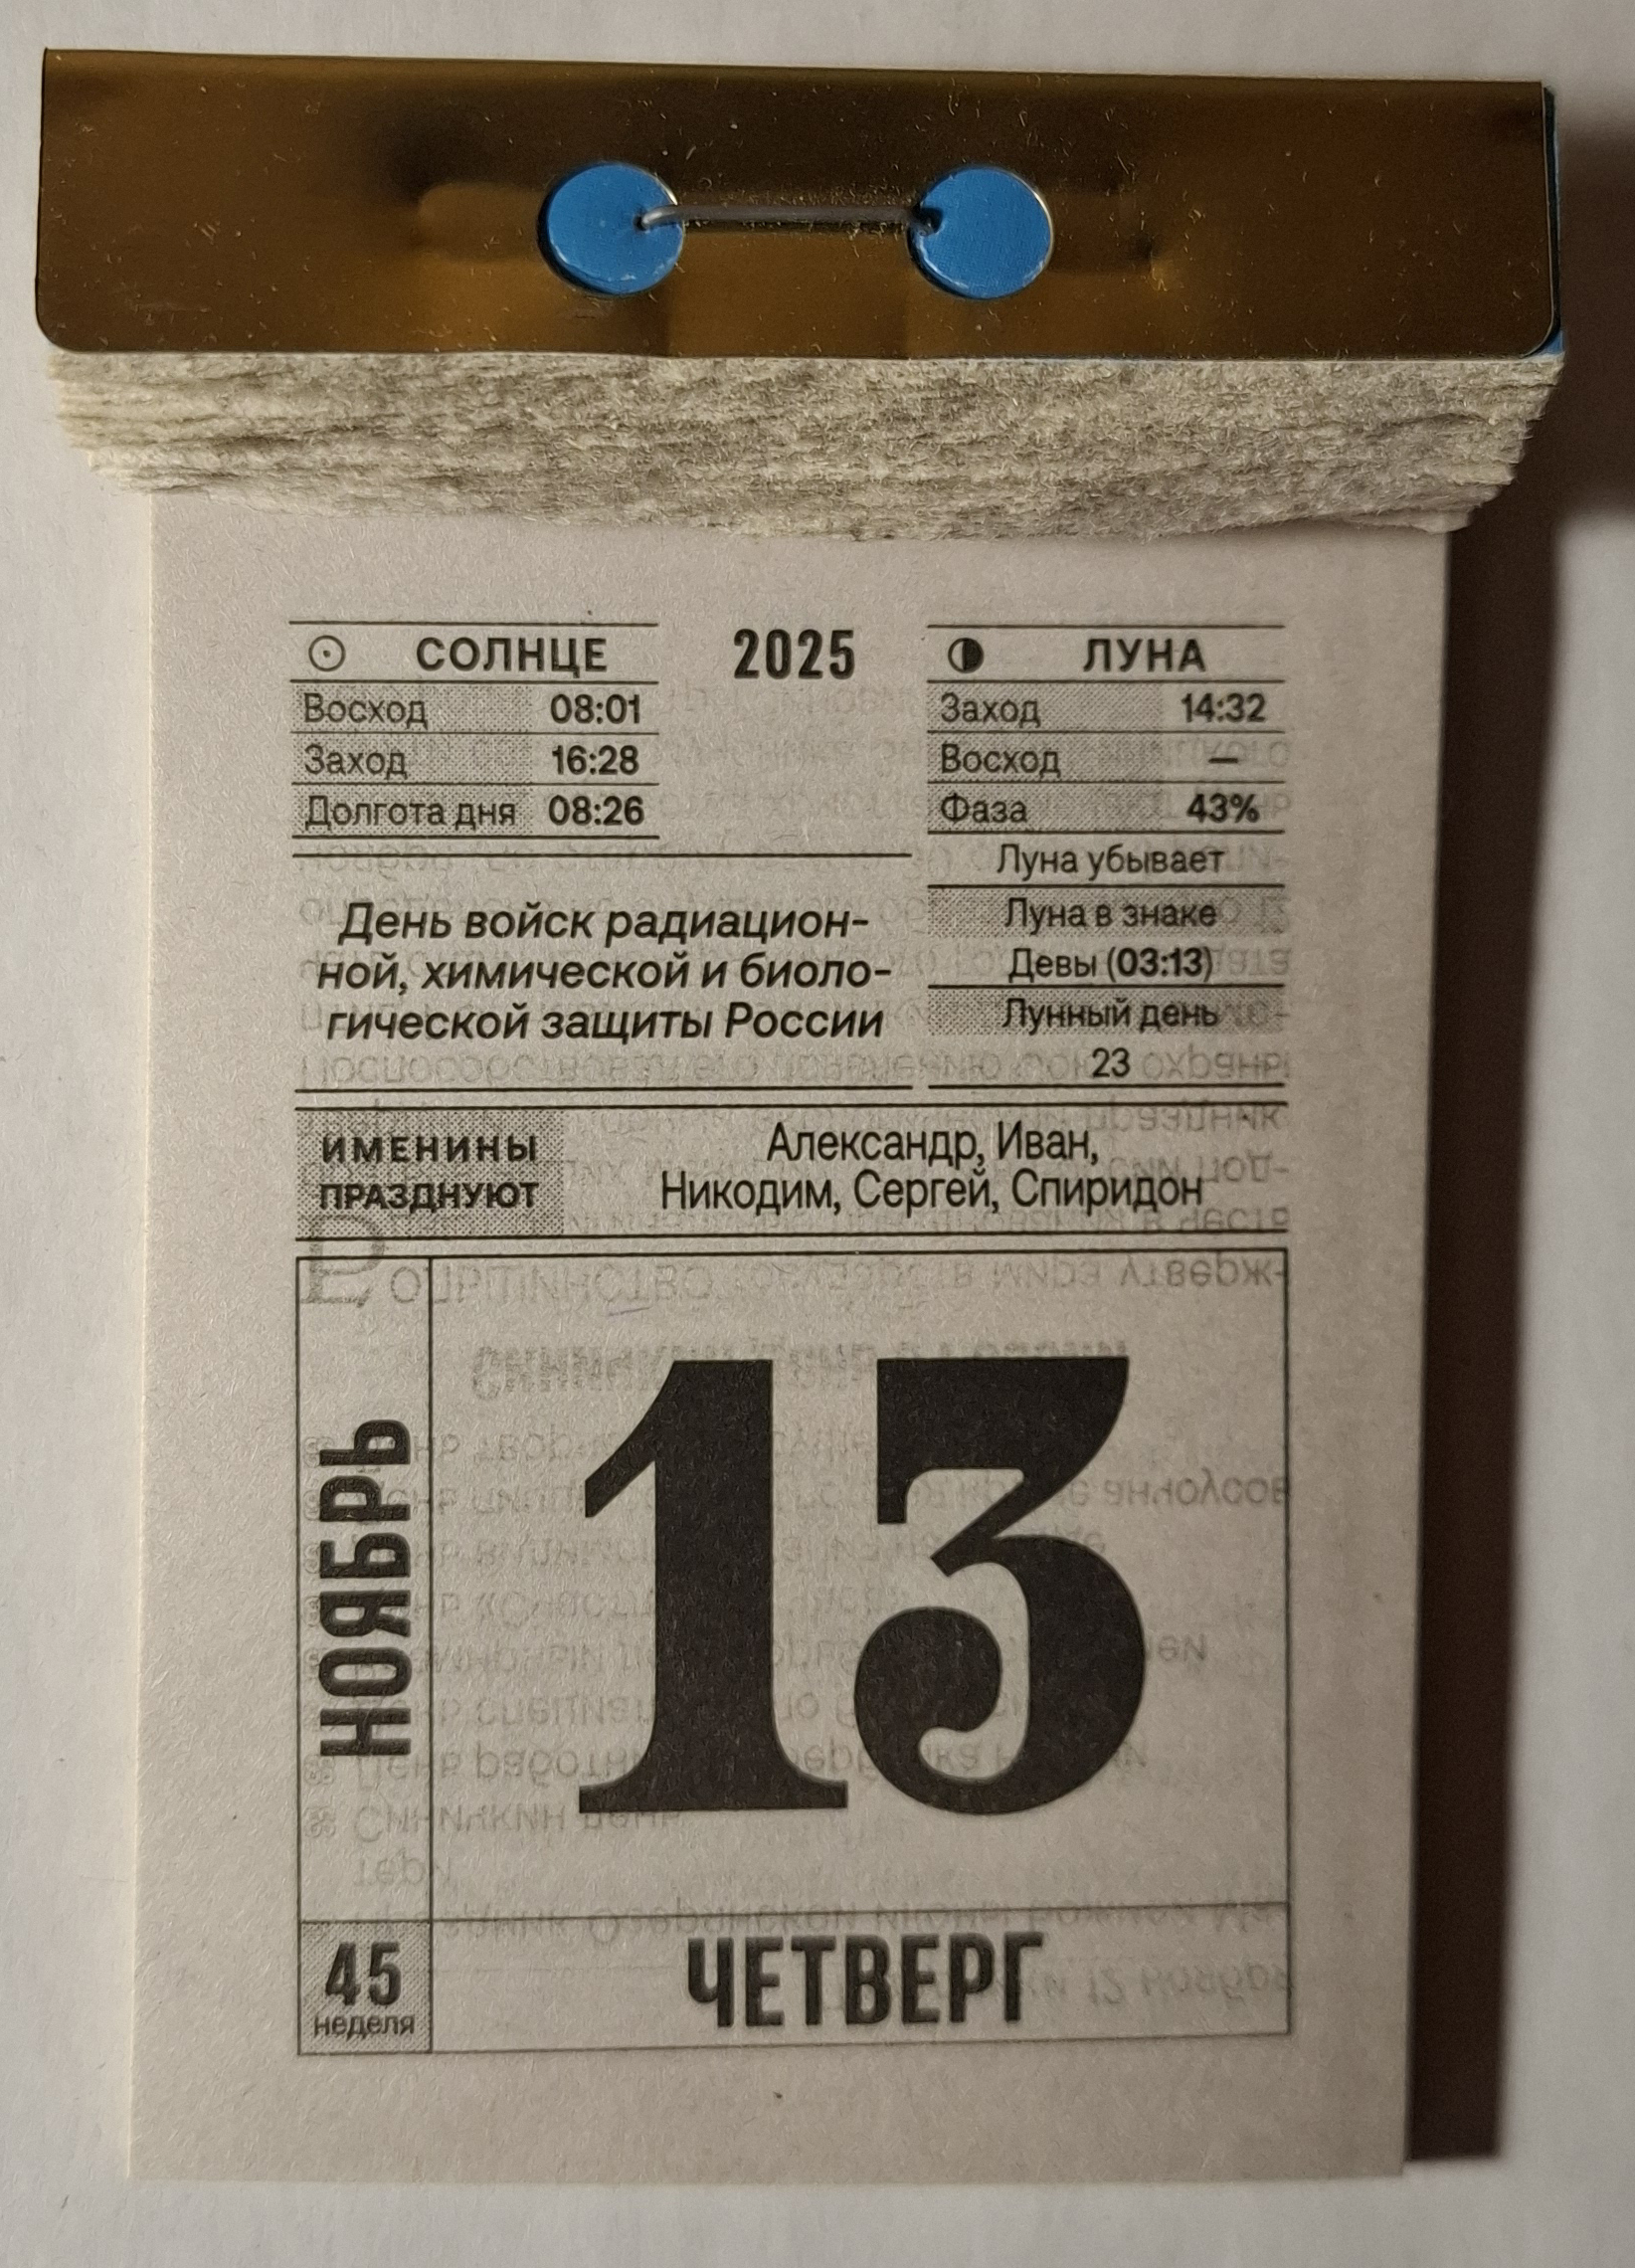 СОЛНЦЕ
Восход 08:01
Заход 16:28
Долгота дня 08:26
2025
ЛУНА
Заход 14:32
Восход —
Фаза 43%
Луна убывает
Луна в знаке
Девы (03:13)
Лунный день
23
День войск радиацион-
ной, химической и биоло-
гической защиты России
ИМЕНИНЫ
ПРАЗДНУЮТ
Александр, Иван,
Никодим, Сергей, Спиридон
НОЯБРЬ
13
45
неделя
ЧЕТВЕРГ